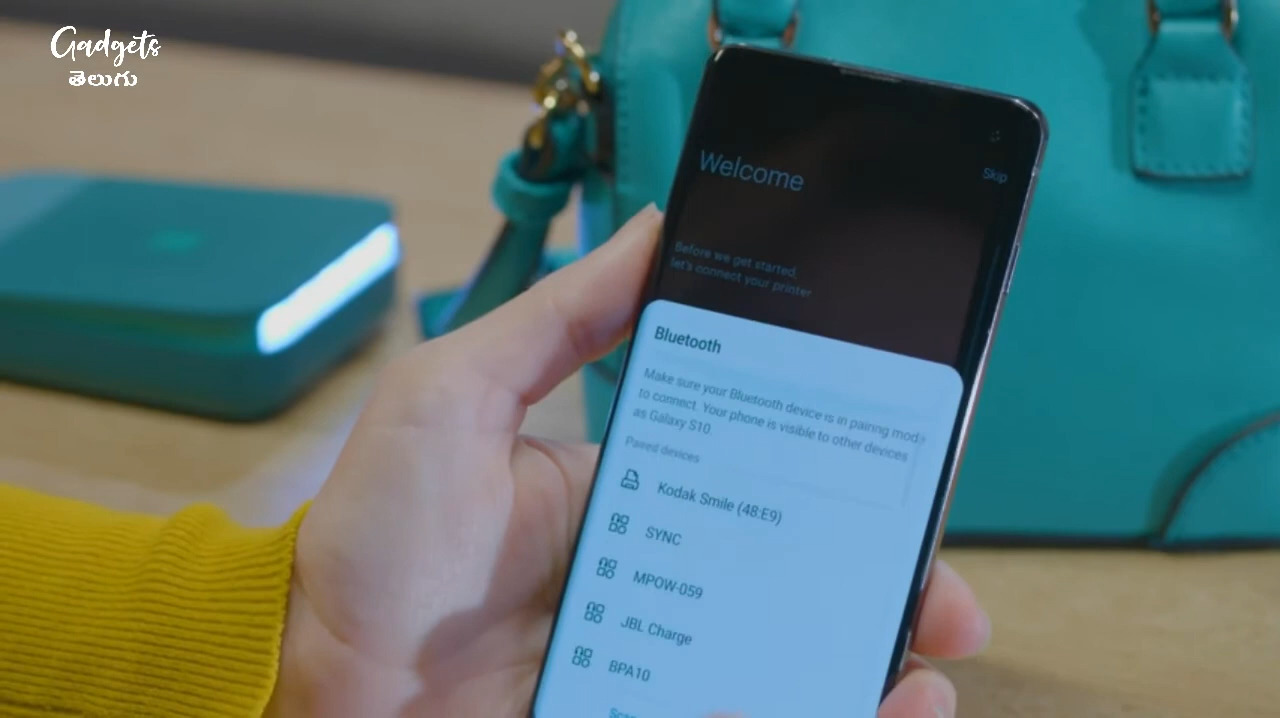 Gadgets
తెలుగు
Welcome
Skip
Before we get started,
let's connect your printer
Bluetooth
Make sure your Bluetooth device is in pairing mode
to connect. Your phone is visible to other devices
as Galaxy S10.
Paired devices
Kodak Smile (48:E9)
SYNC
MPOW-059
JBL Charge
BPA10